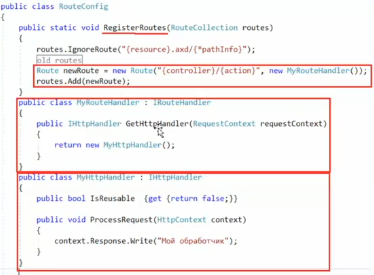 public class RouteConfig
{
public static void RegisterRoutes(RouteCollection routes)
{
routes.IgnoreRoute("{resource}.axd/{*pathInfo}");
old routes
Route newRoute = new Route("{controller}/{action}", new MyRouteHandler());
routes.Add(newRoute);
}
public class MyRouteHandler : IRouteHandler
{
public IHttpHandler GetHttpHandler(RequestContext requestContext)
{
return new MyHttpHandler();
}
}
public class MyHttpHandler : IHttpHandler
{
public bool IsReusable {get {return false;}}
public void ProcessRequest(HttpContext context)
{
context.Response.Write("Мой обработчик");
}
}